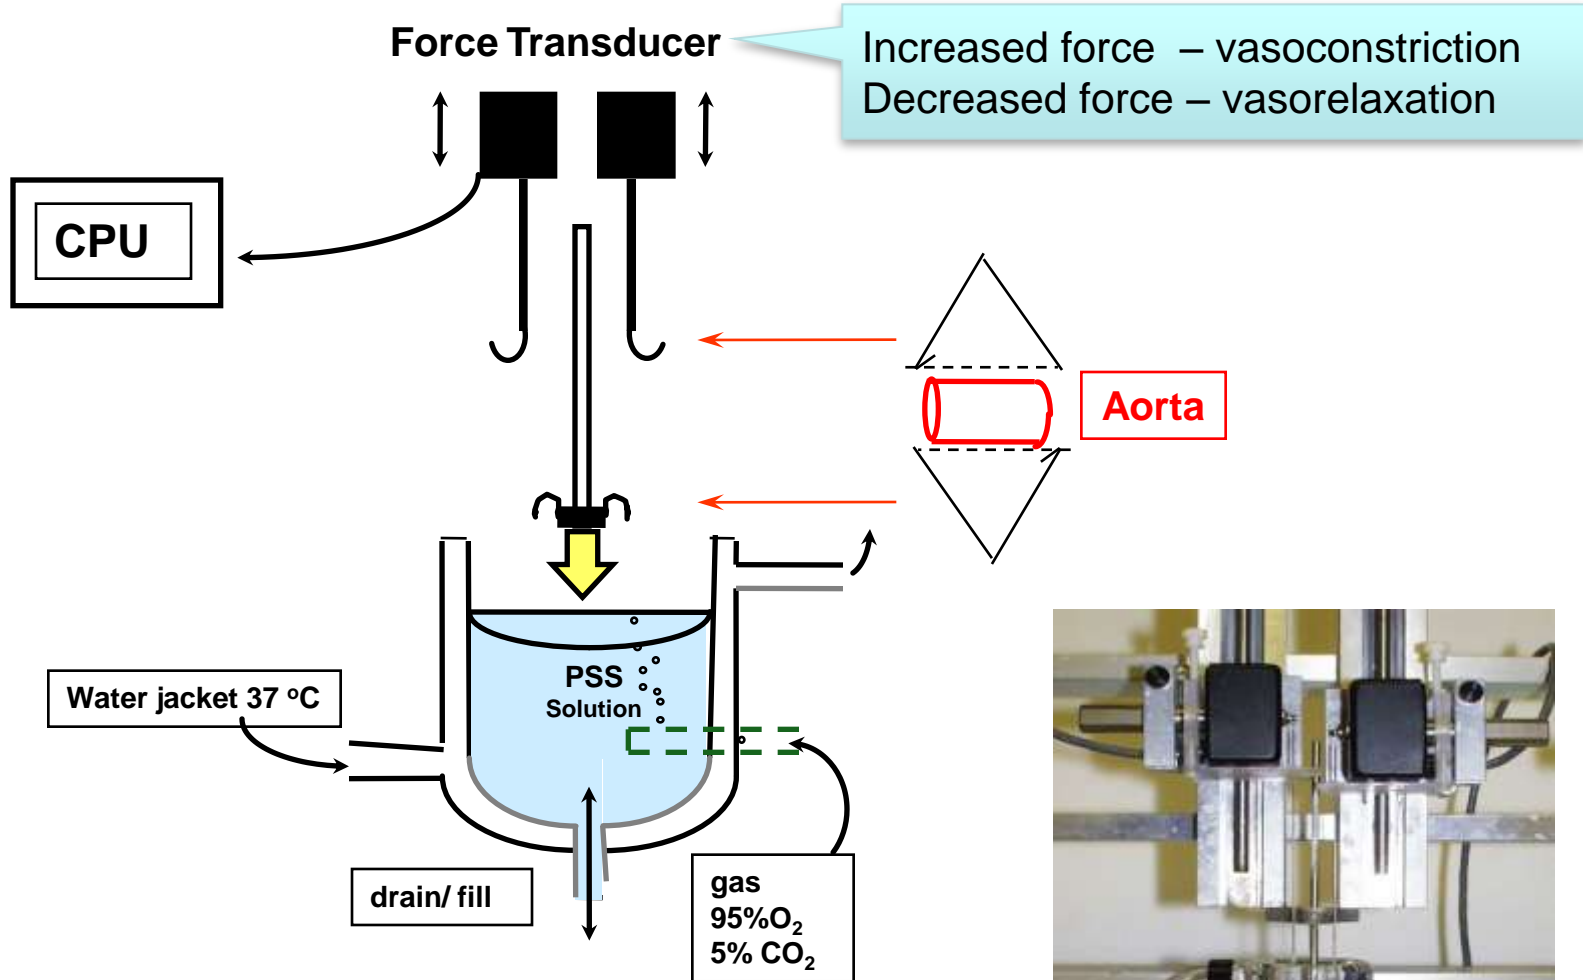 Force Transducer
Increased force – vasoconstriction
Decreased force – vasorelaxation
CPU
Aorta
PSS
Solution
Water jacket 37 °C
drain/ fill
gas
95%O₂
5% CO₂